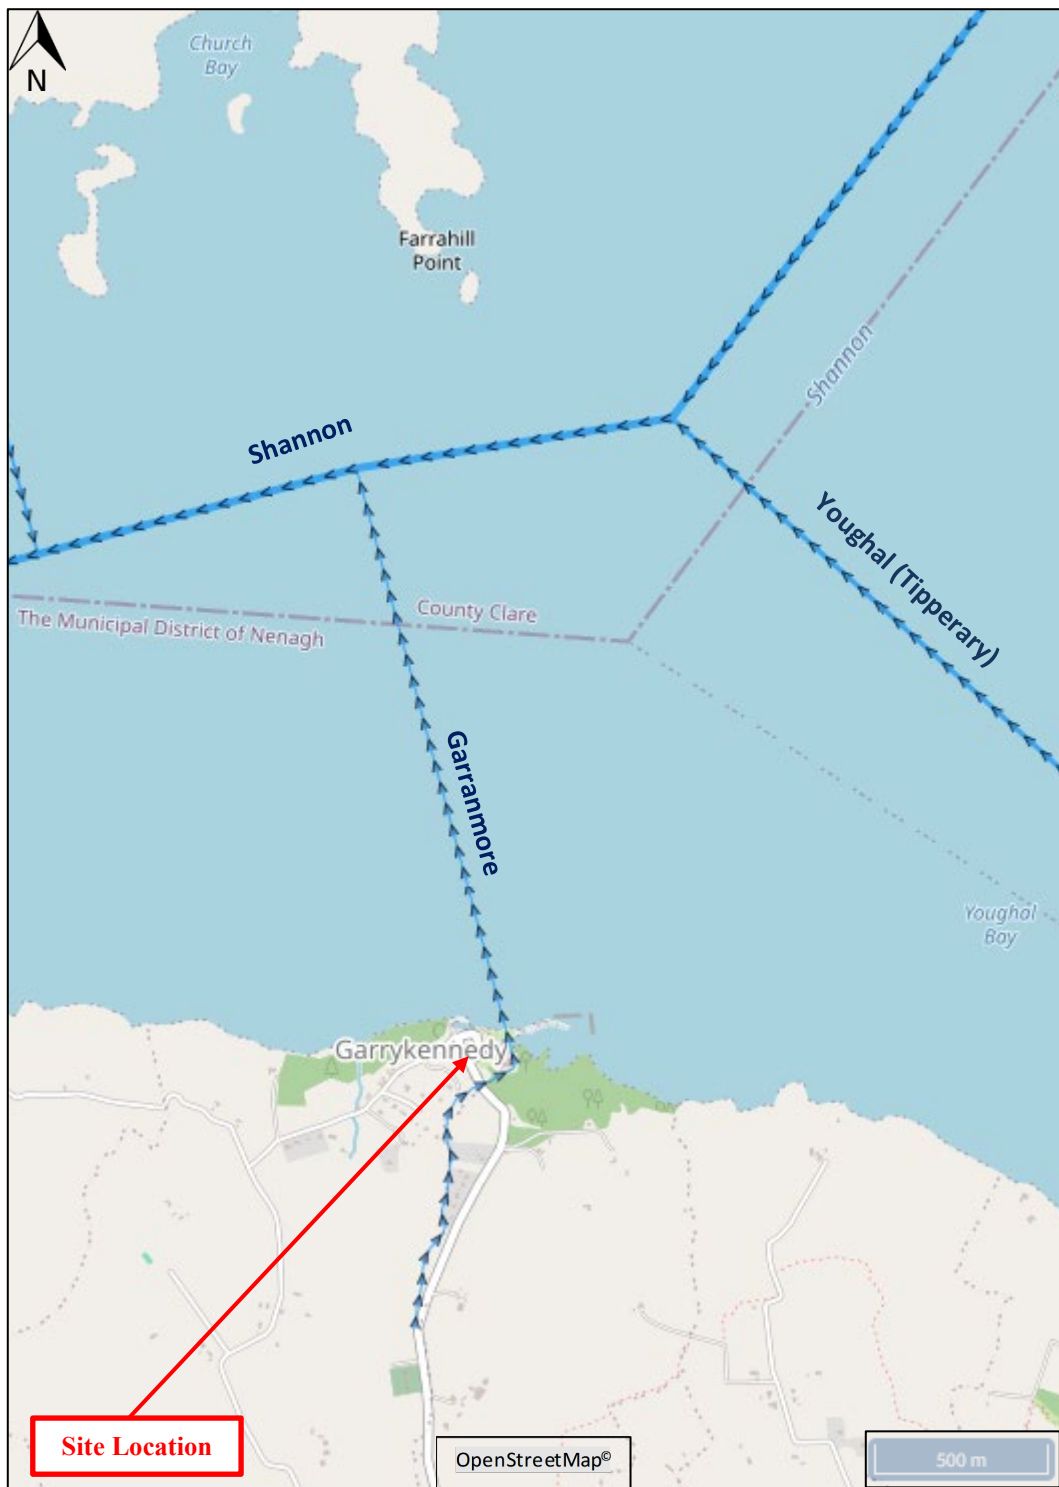 Church
Bay
N
Farrahill
Point
Shannon
Shannon
Youghal (Tipperary)
County Clare
The Municipal District of Nenagh
Garranmore
Youghal
Bay
Garrykennedy
Site Location
OpenStreetMap©
500 m